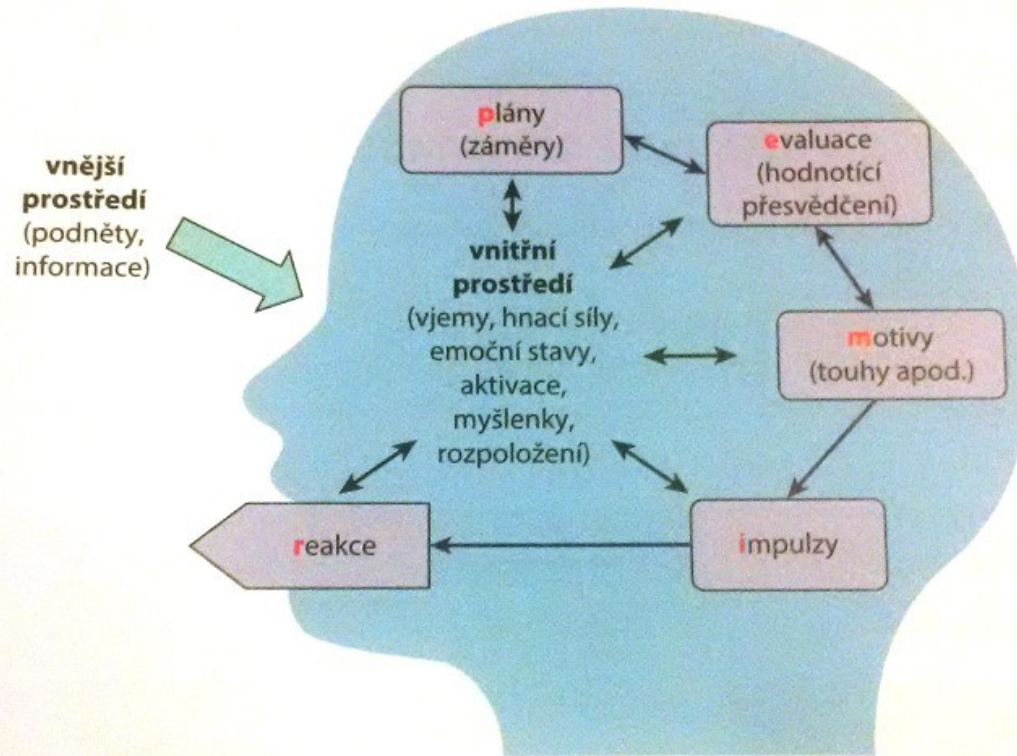 vnější
prostředí
(podněty,
informace)
plány
(záměry)
evaluace
(hodnotící
přesvědčení)
vnitřní
prostředí
(vjemy, hnací síly,
emoční stavy,
aktivace,
myšlenky,
rozpoložení)
motivy
(touhy apod.)
impulzy
reakce